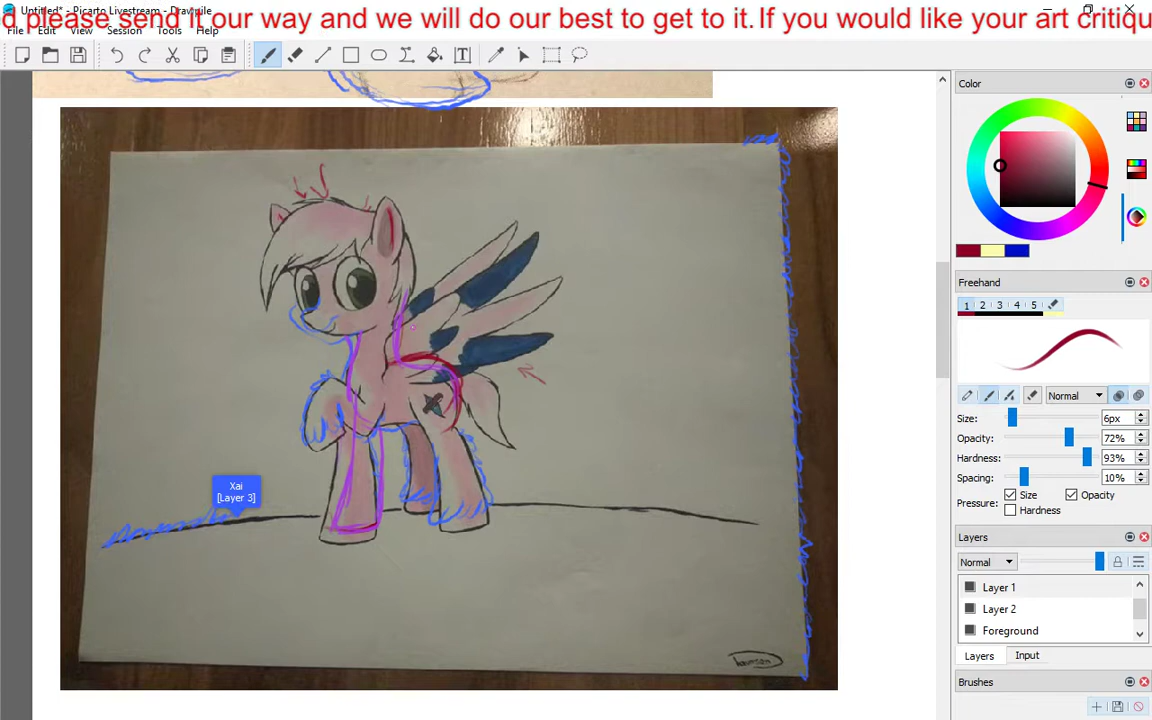 Untitled* - Picarto Livestream - Drawpile
d please send it our way and we will do our best to get to it. If you would like your art critiqu
File Edit View Session Tools Help
Color
Freehand
1 2 3 4 5
Normal
Size: 6px
Opacity: 72%
Hardness: 93%
Spacing: 10%
Pressure: Size Opacity
Hardness
Layers
Normal
Layer 1
Layer 2
Foreground
Layers Input
Brushes
Xai
[Layer 3]